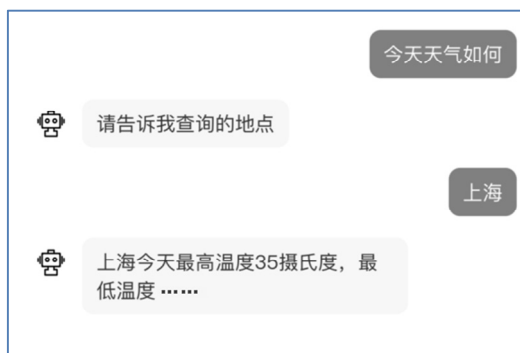 今天天气如何
请告诉我查询的地点
上海
上海今天最高温度35摄氏度，最
低温度 ······